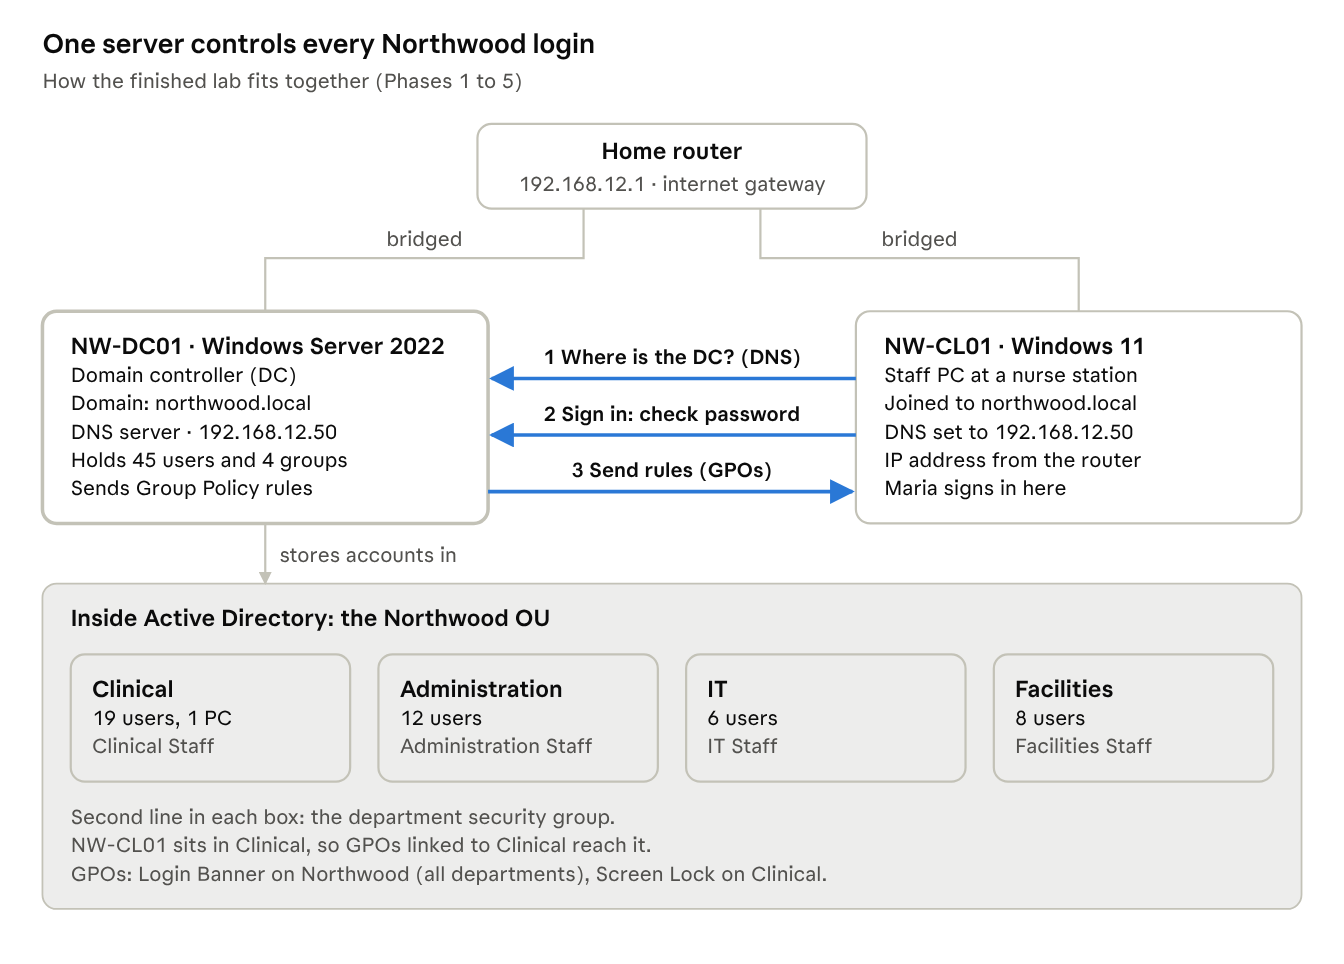 One server controls every Northwood login
How the finished lab fits together (Phases 1 to 5)
Home router
192.168.12.1 · internet gateway
bridged
bridged
NW-DC01 · Windows Server 2022
Domain controller (DC)
Domain: northwood.local
DNS server · 192.168.12.50
Holds 45 users and 4 groups
Sends Group Policy rules
1 Where is the DC? (DNS)
2 Sign in: check password
3 Send rules (GPOs)
NW-CL01 · Windows 11
Staff PC at a nurse station
Joined to northwood.local
DNS set to 192.168.12.50
IP address from the router
Maria signs in here
stores accounts in
Inside Active Directory: the Northwood OU
Clinical
19 users, 1 PC
Clinical Staff
Administration
12 users
Administration Staff
IT
6 users
IT Staff
Facilities
8 users
Facilities Staff
Second line in each box: the department security group.
NW-CL01 sits in Clinical, so GPOs linked to Clinical reach it.
GPOs: Login Banner on Northwood (all departments), Screen Lock on Clinical.